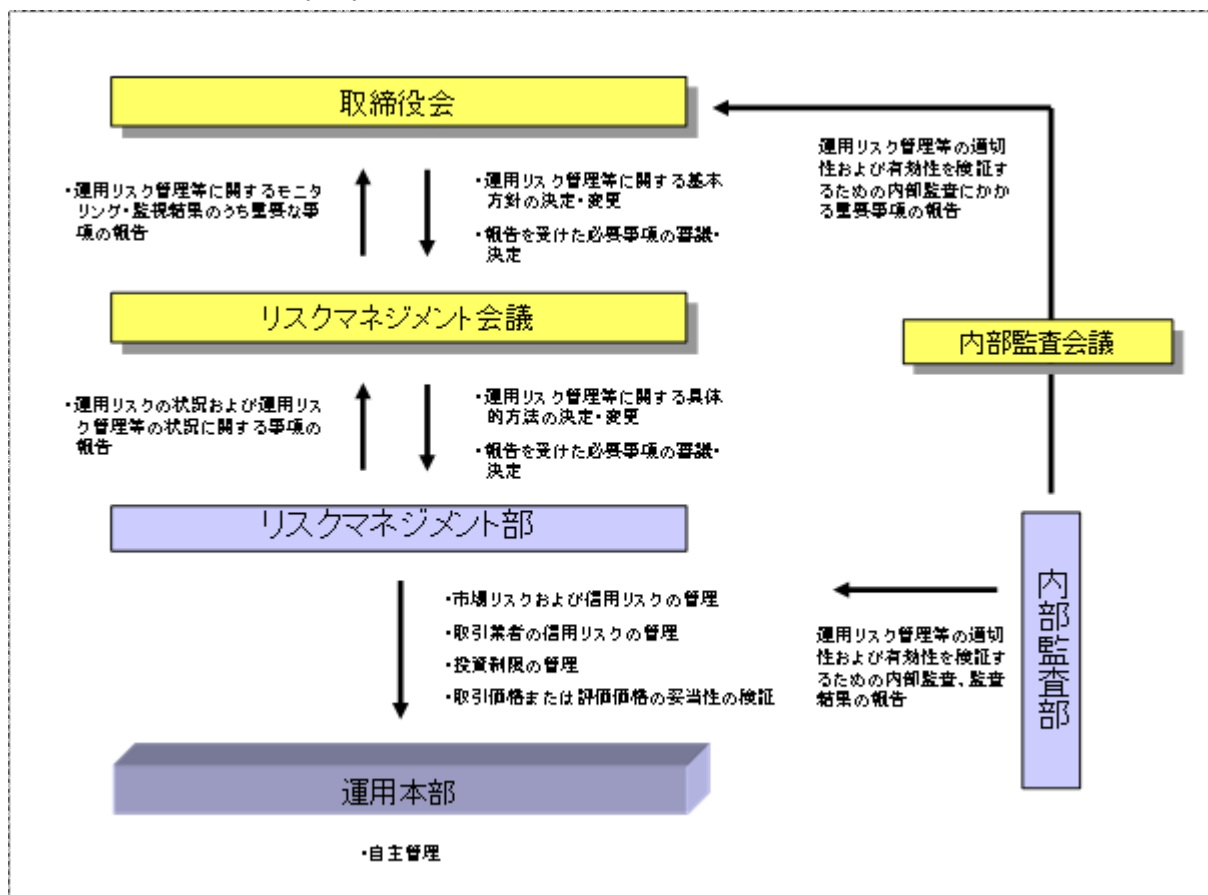 取締役会
・運用リスク管理等に関するモニ
タリング・監視結果のうち重要な事
項の報告
・運用リスク管理等に関する基本
方針の決定・変更
・報告を受けた必要事項の審議・
決定
運用リスク管理等の適切
性および有効性を検証す
るための内部監査にかか
る重要事項の報告
リスクマネジメント会議
内部監査会議
・運用リスクの状況および運用リス
ク管理等の状況に関する事項の
報告
・運用リスク管理等に関する具体
的方法の決定・変更
・報告を受けた必要事項の審議・
決定
リスクマネジメント部
・市場リスクおよび信用リスクの管理
・取引業者の信用リスクの管理
・投資制限の管理
・取引価格または評価価格の妥当性の検証
運用リスク管理等の適切
性および有効性を検証す
るための内部監査、監査
結果の報告
内部監査部
運用本部
・自主管理